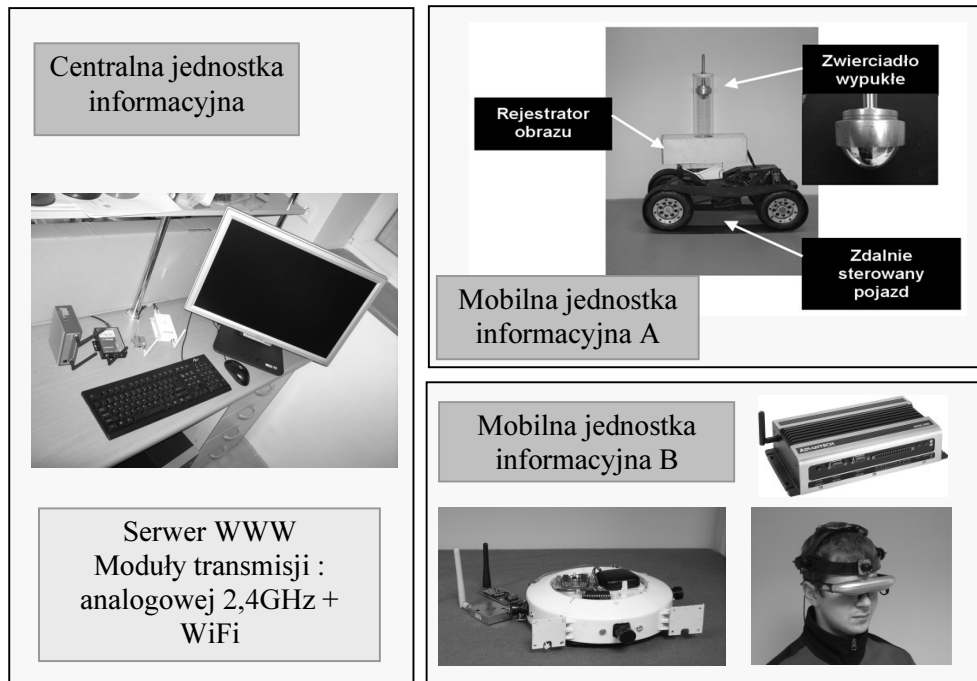 Centralna jednostka
informacyjna
Serwer WWW
Moduły transmisji :
analogowej 2,4GHz +
WiFi
Zwierciadło
wypukłe
Rejestrator
obrazu
Zdalnie
sterowany
pojazd
Mobilna jednostka
informacyjna A
Mobilna jednostka
informacyjna B
ADVANTECH